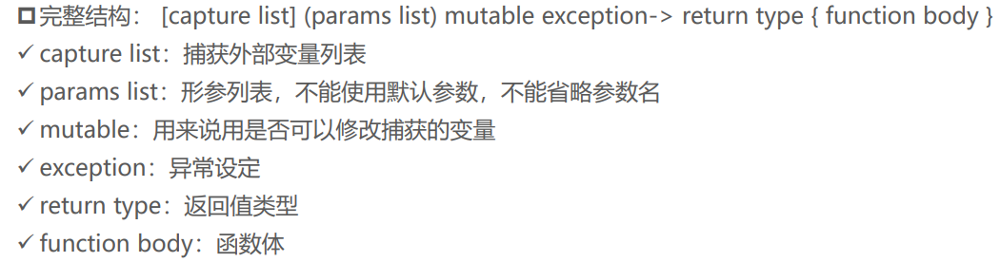 完整结构： [capture list] (params list) mutable exception-> return type { function body }
✓ capture list：捕获外部变量列表
✓ params list：形参列表，不能使用默认参数，不能省略参数名
✓ mutable：用来说用是否可以修改捕获的变量
✓ exception：异常设定
✓ return type：返回值类型
✓ function body：函数体